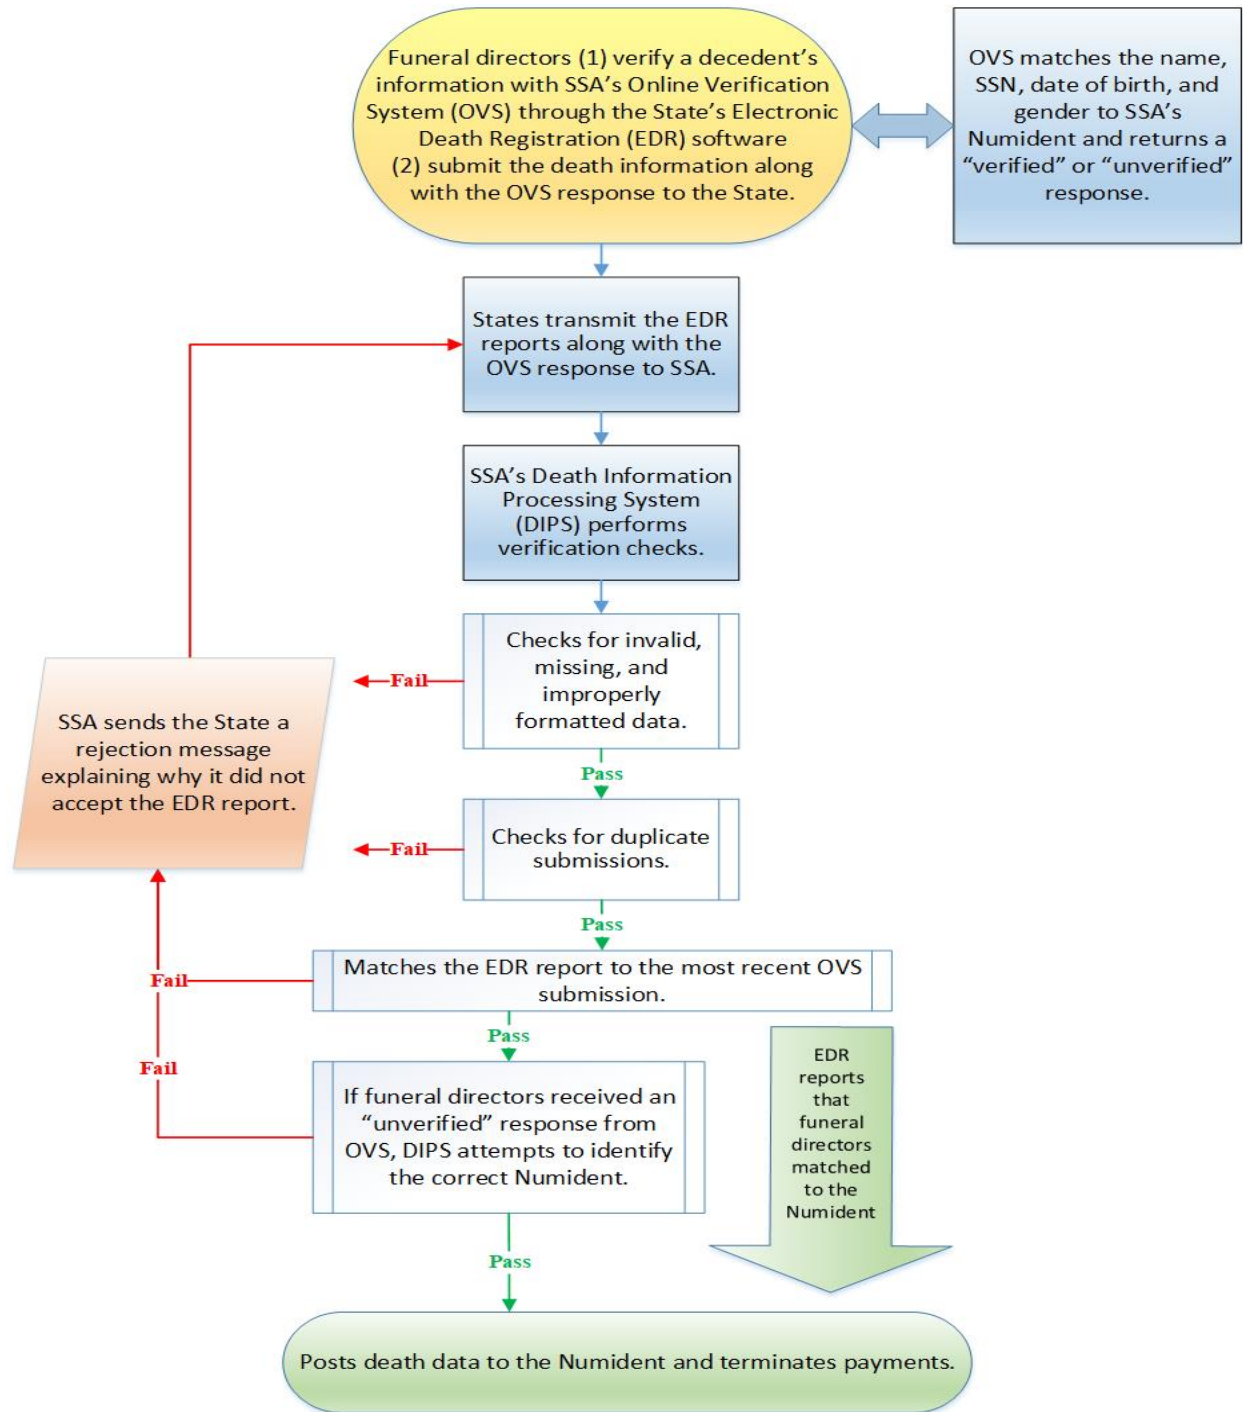 Funeral directors (1) verify a decedent’s
information with SSA’s Online Verification
System (OVS) through the State’s Electronic
Death Registration (EDR) software
(2) submit the death information along
with the OVS response to the State.
OVS matches the name,
SSN, date of birth, and
gender to SSA’s
Numident and returns a
“verified” or “unverified”
response.
States transmit the EDR
reports along with the
OVS response to SSA.
SSA’s Death Information
Processing System
(DIPS) performs
verification checks.
Checks for invalid,
missing, and
improperly
formatted data.
Fail
SSA sends the State a
rejection message
explaining why it did not
accept the EDR report.
Pass
Checks for duplicate
submissions.
Fail
Pass
Matches the EDR report to the most recent OVS
submission.
Fail
Pass
If funeral directors received an
“unverified” response from
OVS, DIPS attempts to identify
the correct Numident.
Fail
EDR
reports
that
funeral
directors
matched
to the
Numident
Pass
Posts death data to the Numident and terminates payments.